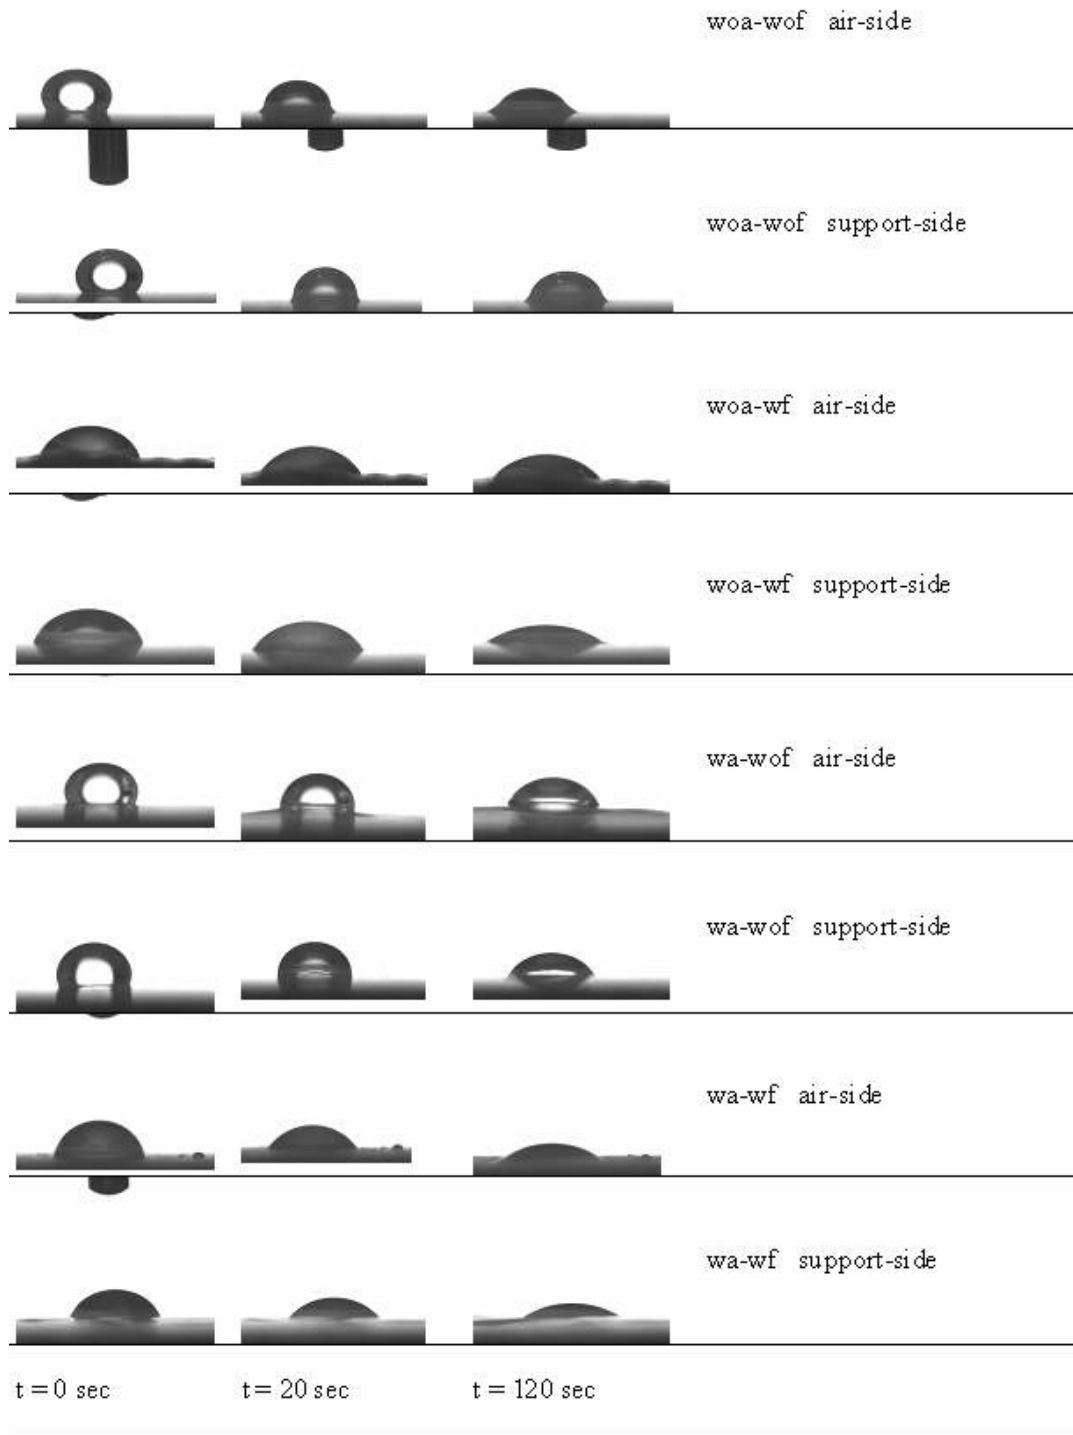 woa-wof air-side
woa-wof support-side
woa-wf air-side
woa-wf support-side
wa-wof air-side
wa-wof support-side
wa-wf air-side
wa-wf support-side
t = 0 sec t = 20 sec t = 120 sec